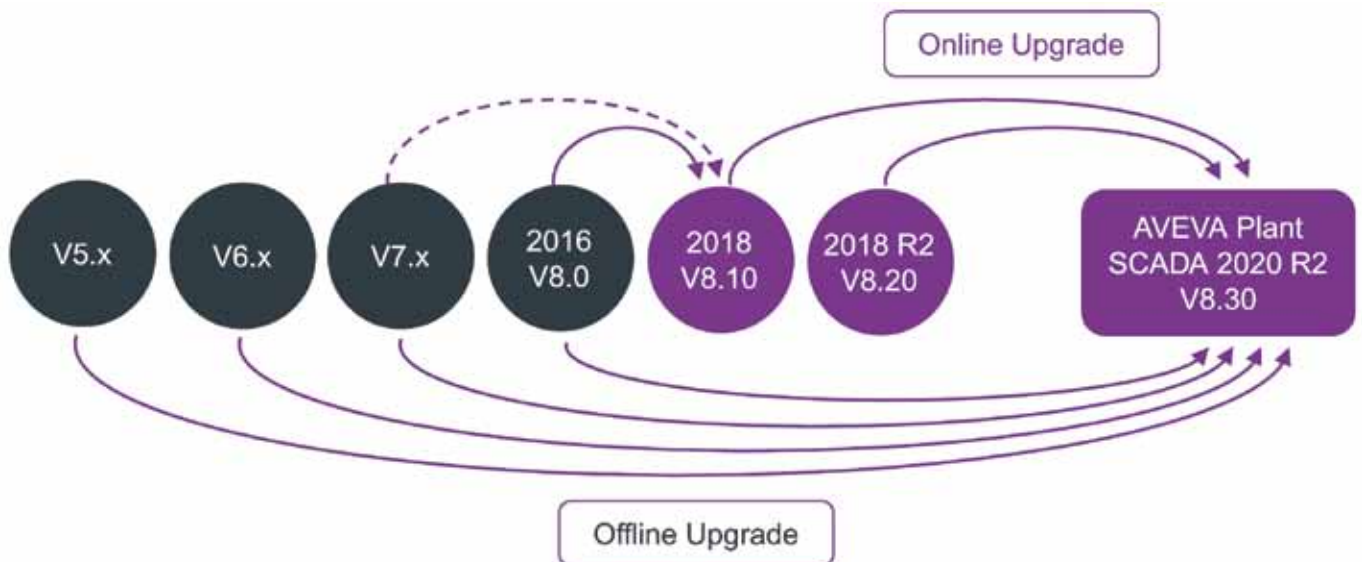 Online Upgrade
V5.x
V6.x
V7.x
2016
V8.0
2018
V8.10
2018 R2
V8.20
AVEVA Plant
SCADA 2020 R2
V8.30
Offline Upgrade